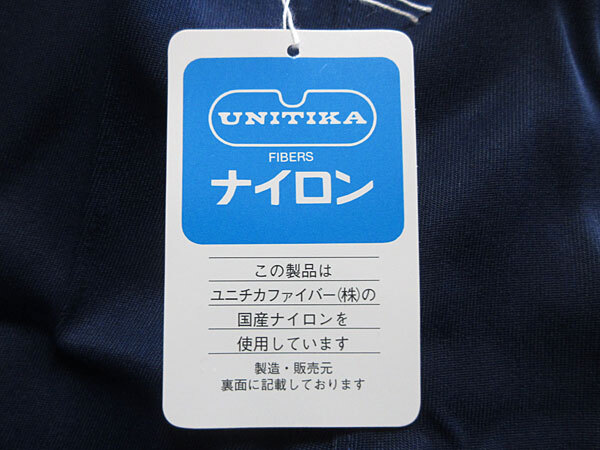 UNITIKA
FIBERS
ナイロン
この製品は
ユニチカファイバー(株)の
国産ナイロンを
使用しています
製造・販売元
裏面に記載しております